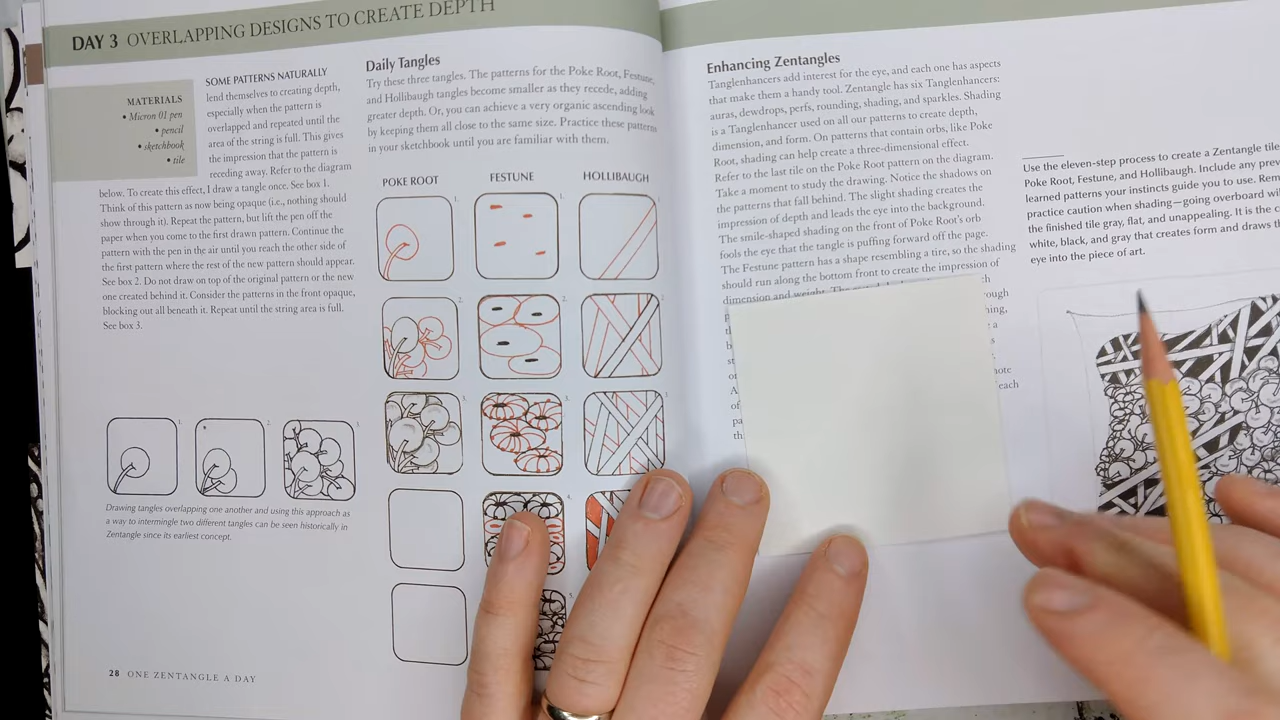 DAY 3 OVERLAPPING DESIGNS TO CREATE DEPTH
MATERIALS
• Micron 01 pen
• pencil
• sketchbook
• tile
SOME PATTERNS NATURALLY
lend themselves to creating depth,
especially when the pattern is
overlapped and repeated until the
area of the string is full. This gives
the impression that the pattern is
receding away. Refer to the diagram
below. To create this effect, I draw a tangle once. See box 1.
Think of this pattern as now being opaque (i.e., nothing should
show through it). Repeat the pattern, but lift the pen off the
paper when you come to the first drawn pattern. Continue the
pattern with the pen in the air until you reach the other side of
the first pattern where the rest of the new pattern should appear.
See box 2. Do not draw on top of the original pattern or the new
one created behind it. Consider the patterns in the front opaque,
blocking out all beneath it. Repeat until the string area is full.
See box 3.
1.
2.
3.
Drawing tangles overlapping one another and using this approach as
a way to intermingle two different tangles can be seen historically in
Zentangle since its earliest concept.
28 ONE ZENTANGLE A DAY
Daily Tangles
Try these three tangles. The patterns for the Poke Root, Festune,
and Hollibaugh tangles become smaller as they recede, adding
greater depth. Or, you can achieve a very organic ascending look
by keeping them all close to the same size. Practice these patterns
in your sketchbook until you are familiar with them.
POKE ROOT FESTUNE HOLLIBAUGH
1. 1.
2. 2.
3. 3.
4.
5.
Enhancing Zentangles
Tanglenhancers add interest for the eye, and each one has aspects
that make them a handy tool. Zentangle has six Tanglenhancers:
auras, dewdrops, perfs, rounding, shading, and sparkles. Shading
is a Tanglenhancer used on all our patterns to create depth,
dimension, and form. On patterns that contain orbs, like Poke
Root, shading can help create a three-dimensional effect.
Refer to the last tile on the Poke Root pattern on the diagram.
Take a moment to study the drawing. Notice the shadows on
the patterns that fall behind. The slight shading creates the
impression of depth and leads the eye into the background.
The smile-shaped shading on the front of Poke Root's orb
fools the eye that the tangle is puffing forward off the page.
The Festune pattern has a shape resembling a tire, so the shading
should run along the bottom front to create the impression of
dimension and weight. The
a
each
Use the eleven-step process to create a Zentangle tile
Poke Root, Festune, and Hollibaugh. Include any
learned patterns your instincts guide you to use.
practice caution when shading—going overboard
the finished tile gray, flat, and unappealing. It is the
white, black, and gray that creates form and draws
eye into the piece of art.